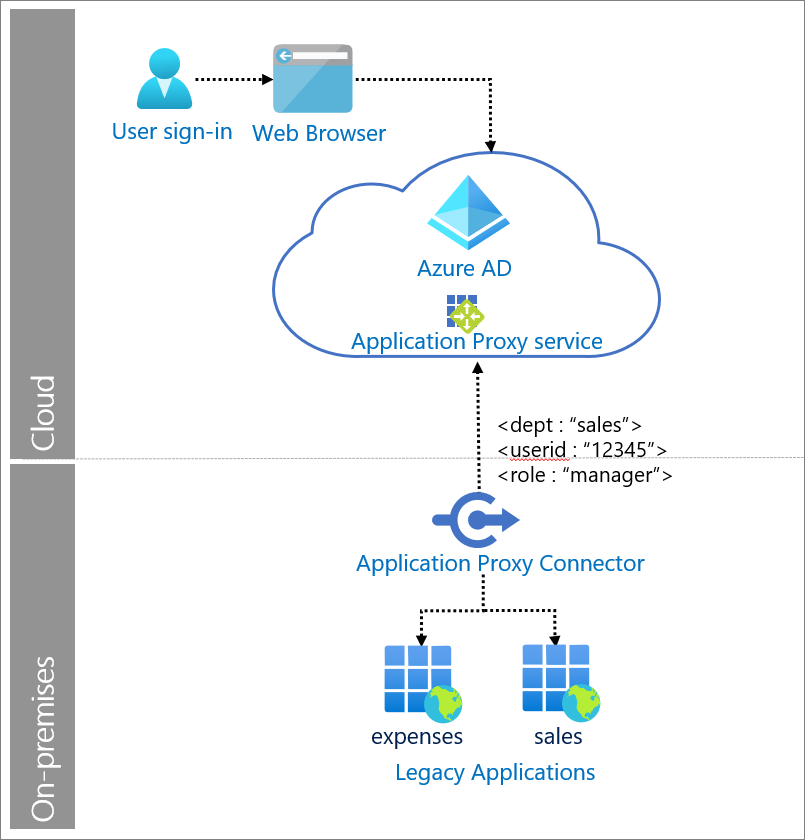 Cloud
User sign-in
Web Browser
Azure AD
Application Proxy service
<dept : “sales”>
<userid : “12345”>
<role : “manager”>
On-premises
Application Proxy Connector
expenses
sales
Legacy Applications